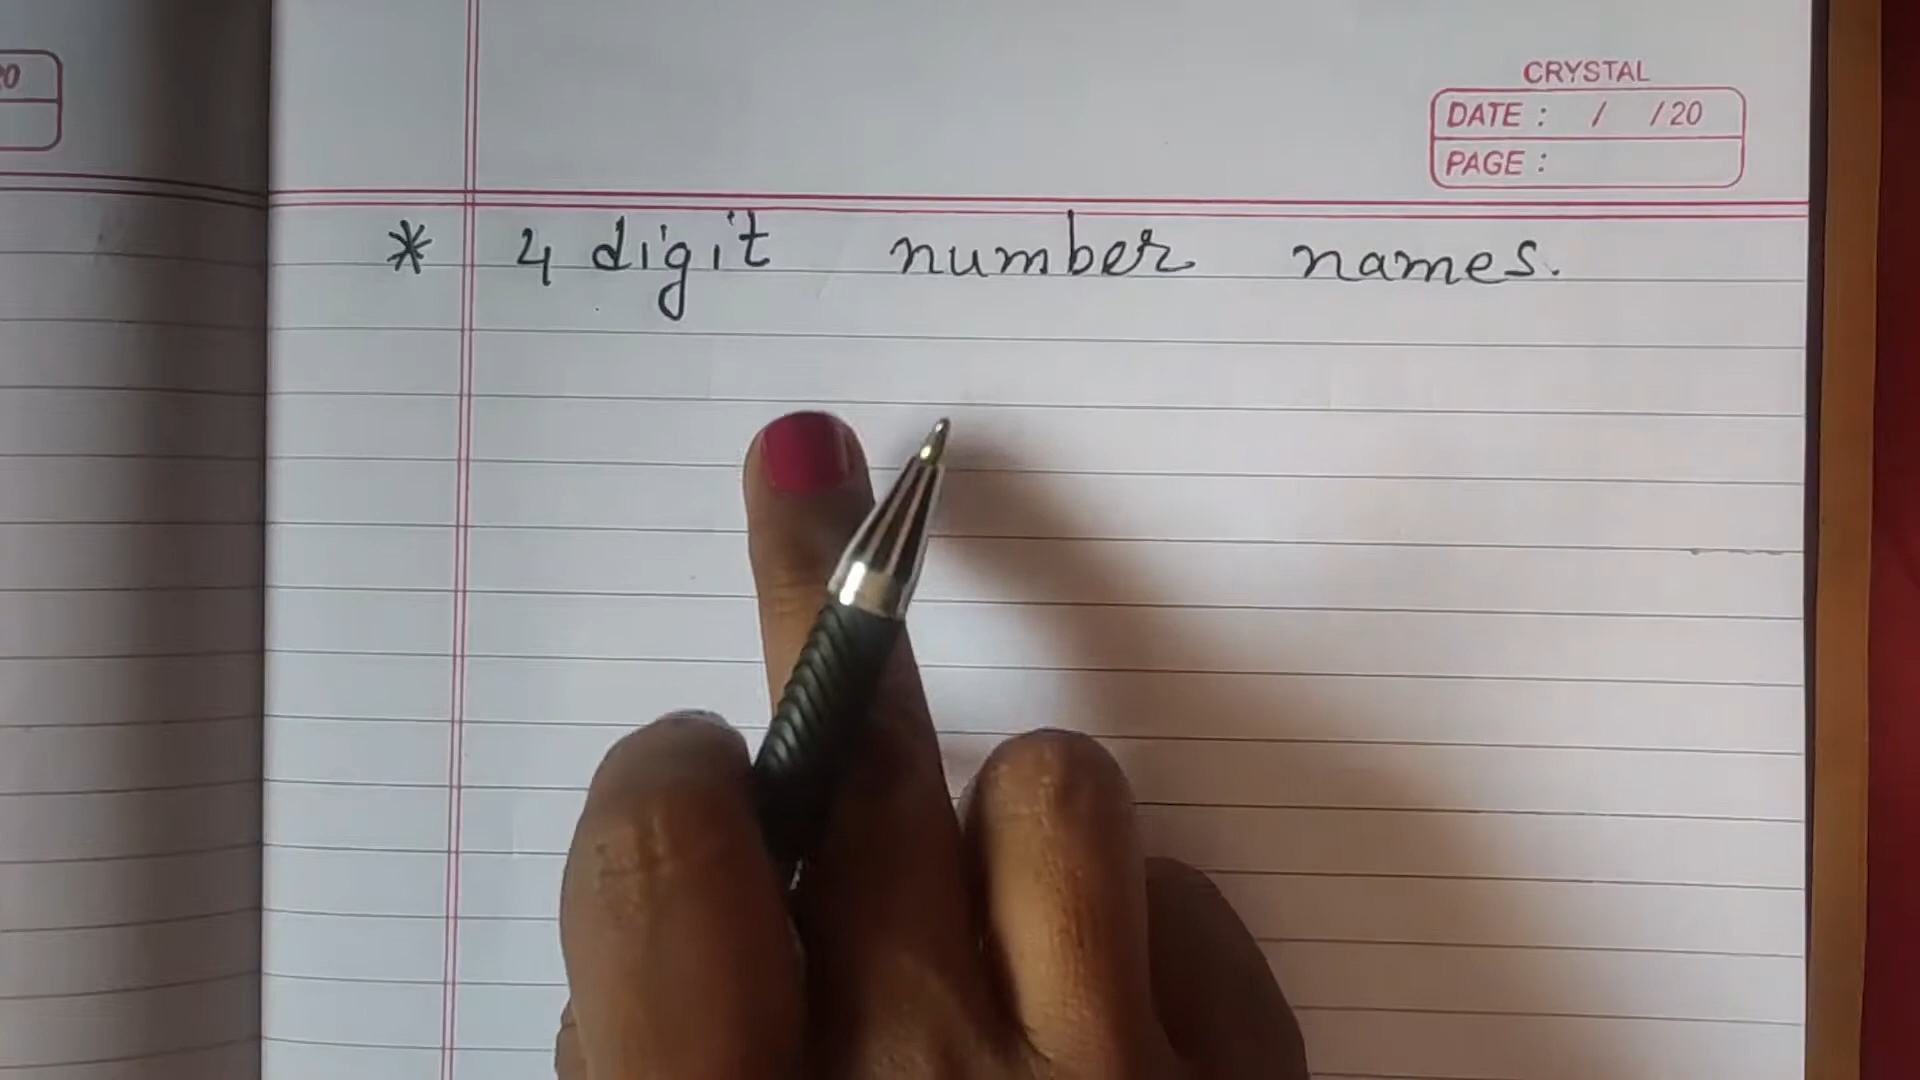 CRYSTAL
DATE : / /20
PAGE :
* 4 digit number names.